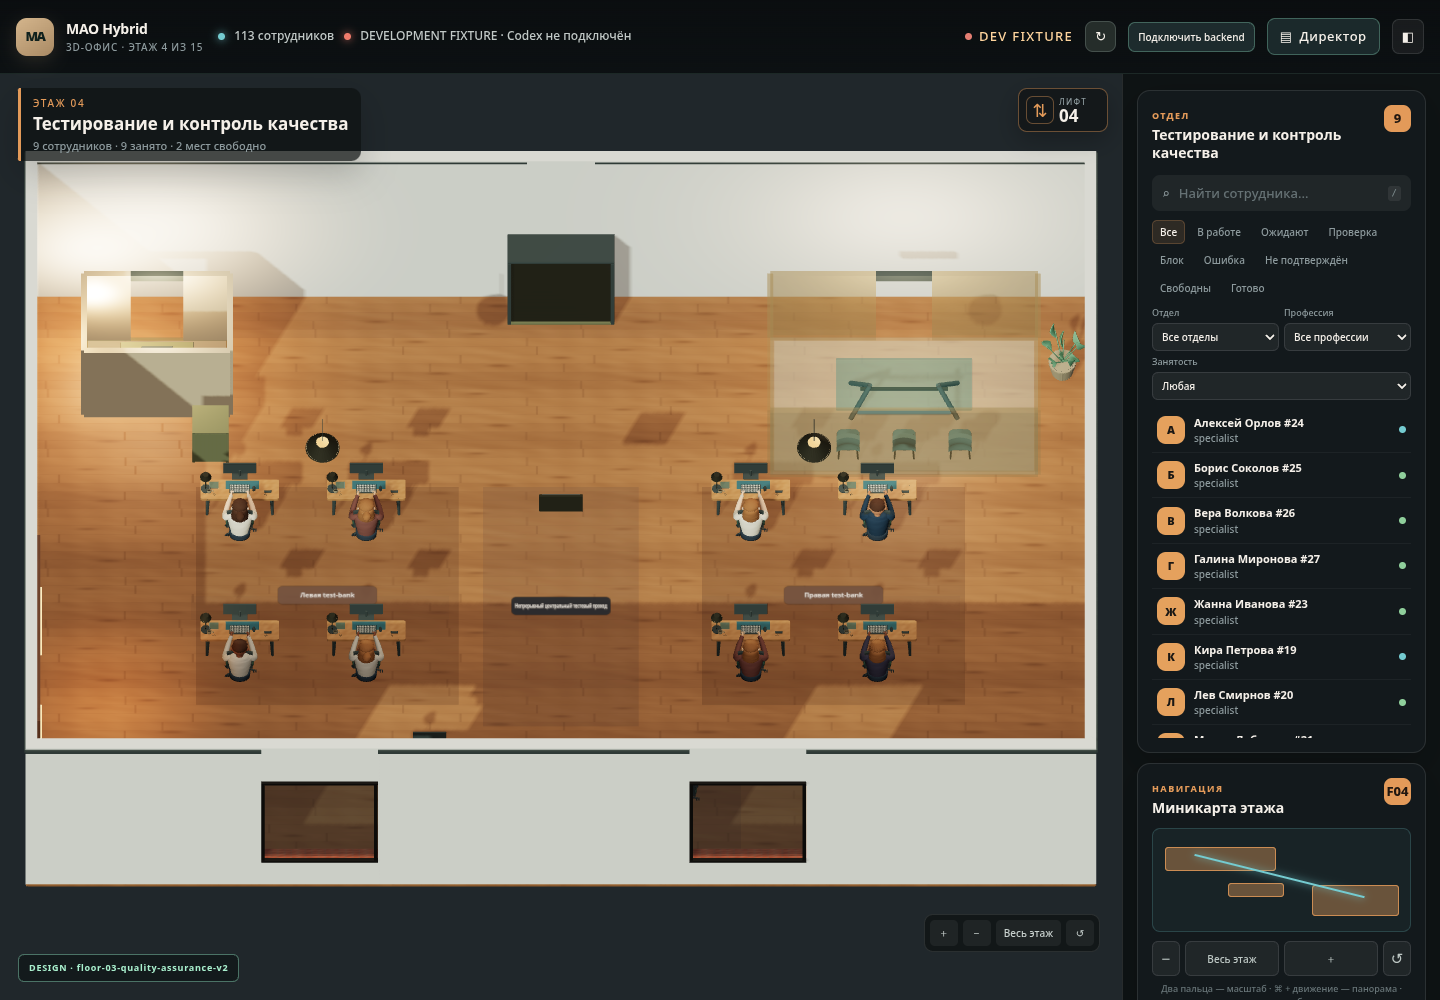 MA
MAO Hybrid
3D-ОФИС · ЭТАЖ 4 ИЗ 15
113 сотрудников
DEVELOPMENT FIXTURE · Codex не подключён
DEV FIXTURE
Подключить backend
Директор
ЭТАЖ 04
Тестирование и контроль качества
9 сотрудников · 9 занято · 2 мест свободно
ЛИФТ
04
Левая test-bank
Непрерывный центральный тестовый проход
Правая test-bank
+
−
Весь этаж
↺
DESIGN · floor-03-quality-assurance-v2
ОТДЕЛ
Тестирование и контроль
качества
9
Найти сотрудника...
/
Все
В работе
Ожидают
Проверка
Блок
Ошибка
Не подтверждён
Свободны
Готово
Отдел
Профессия
Все отделы
Все профессии
Занятость
Любая
А
Алексей Орлов #24
specialist
Б
Борис Соколов #25
specialist
В
Вера Волкова #26
specialist
Г
Галина Миронова #27
specialist
Ж
Жанна Иванова #23
specialist
К
Кира Петрова #19
specialist
Л
Лев Смирнов #20
specialist
НАВИГАЦИЯ
Миникарта этажа
F04
−
Весь этаж
+
↺
Два пальца — масштаб · ⌘ + движение — панорама ·